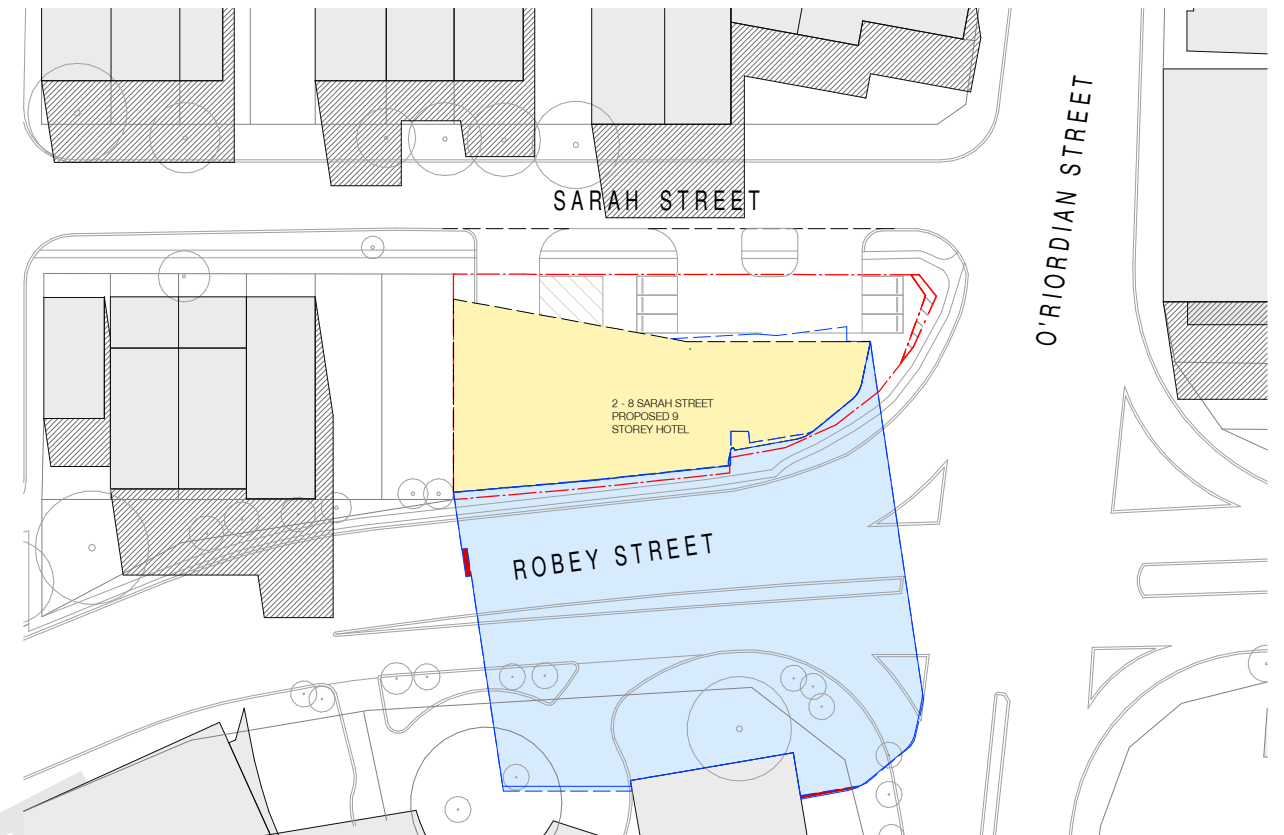 SARAH STREET
O'RIORDIAN STREET
2 - 8 SARAH STREET
PROPOSED 9
STOREY HOTEL
ROBEY STREET